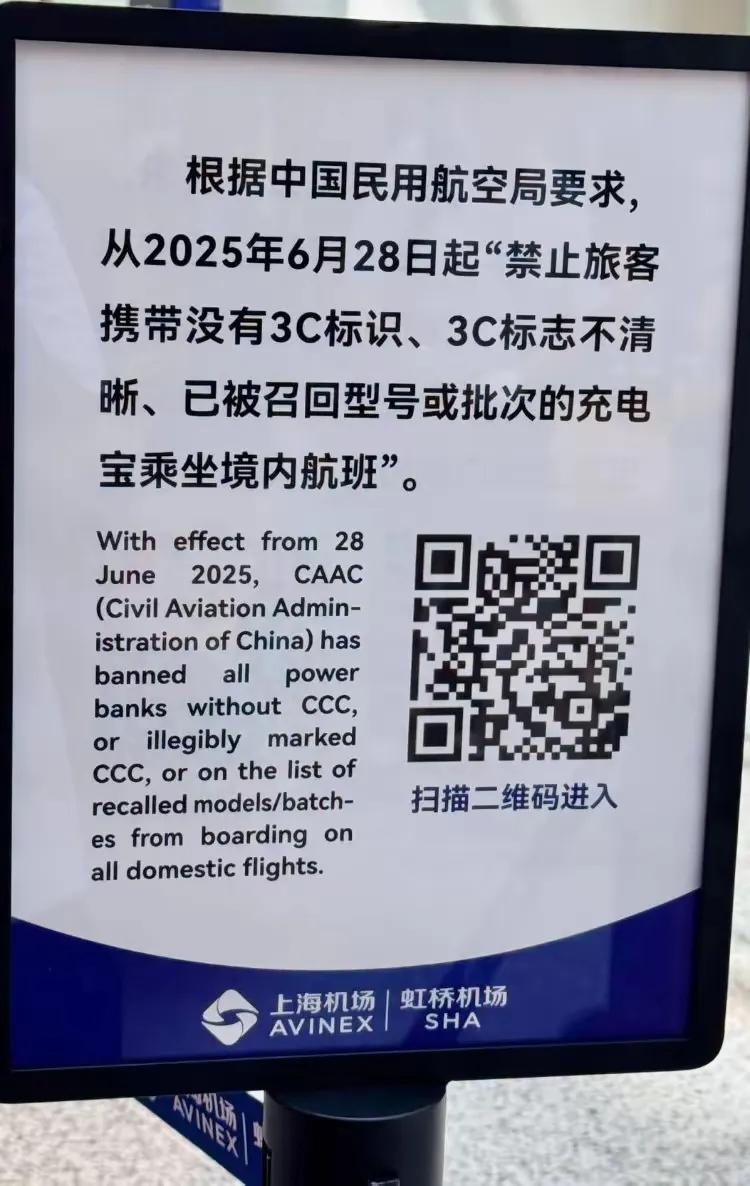 根据中国民用航空局要求，
从2025年6月28日起“禁止旅客
携带没有3C标识、3C标志不清
晰、已被召回型号或批次的充电
宝乘坐境内航班”。
With effect from 28
June 2025, CAAC
(Civil Aviation Admin-
istration of China) has
banned all power
banks without CCC,
or illegibly marked
CCC, or on the list of
recalled models/batch-
es from boarding on
all domestic flights.
扫描二维码进入
上海机场 | 虹桥机场
AVINEX | SHA
机场
AVINEX